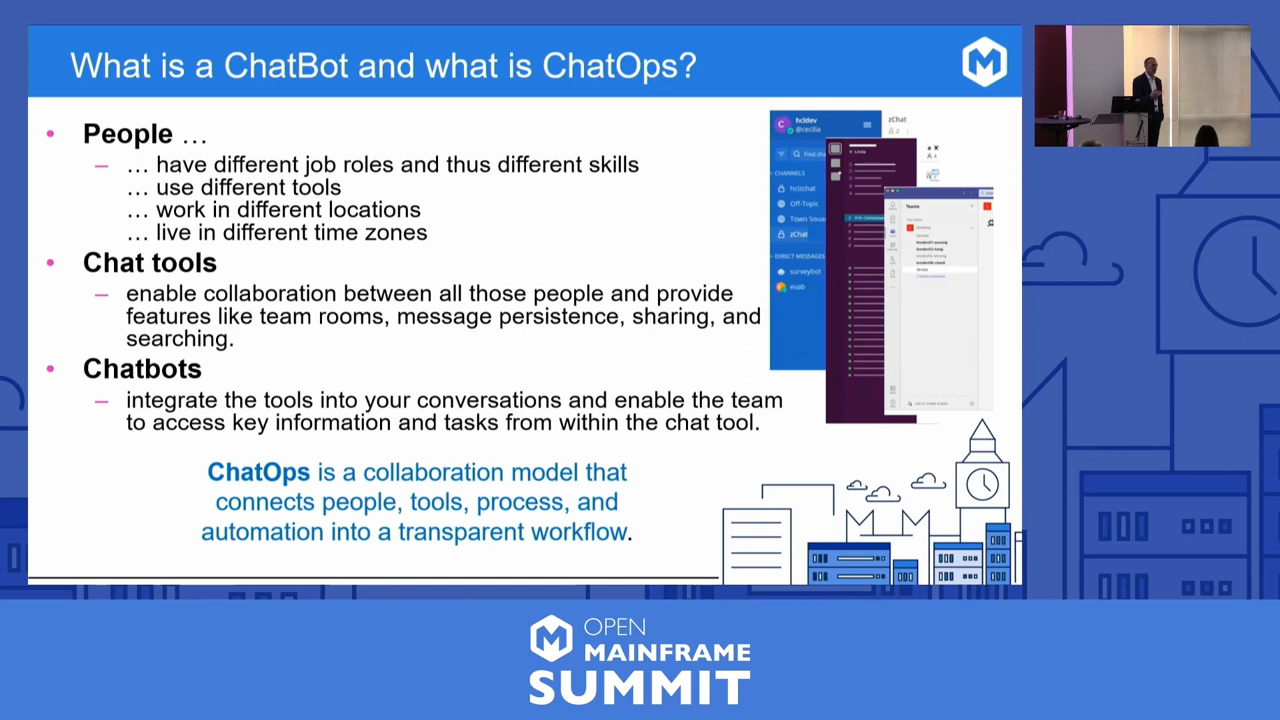 What is a ChatBot and what is ChatOps?
• People …
– … have different job roles and thus different skills
… use different tools
… work in different locations
… live in different time zones
• Chat tools
– enable collaboration between all those people and provide
features like team rooms, message persistence, sharing, and
searching.
• Chatbots
– integrate the tools into your conversations and enable the team
to access key information and tasks from within the chat tool.
ChatOps is a collaboration model that
connects people, tools, process, and
automation into a transparent workflow.
C
hcldev
@cecilia
Find
CHANNELS
hclzchat
Off-Topic
Town
zChat
DIRECT MESSAGES
surveybot
evab
zChat
2
Teams
OPEN
MAINFRAME
SUMMIT